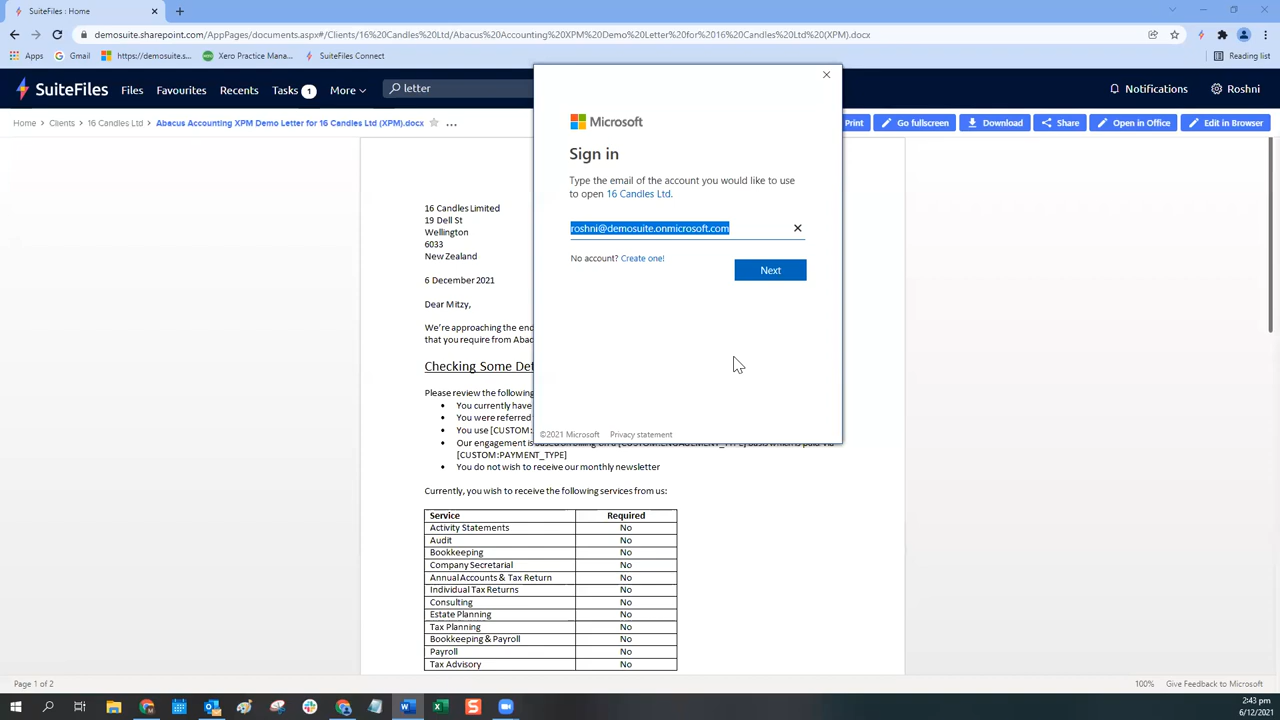 SuiteFiles: Home
demosuite.sharepoint.com/AppPages/documents.aspx#/Clients/16%20Candles%20Ltd/Abacus%20Accounting%20XPM%20Demo%20Letter%20for%2016%20Candles%20Ltd%20(XPM).docx
Apps Gmail https://demosuite.s... Xero Practice Mana... SuiteFiles Connect Reading list
SuiteFiles Files Favourites Recents Tasks 1 More letter Notifications Roshni
Home Clients 16 Candles Ltd Abacus Accounting XPM Demo Letter for 16 Candles Ltd (XPM).docx ... Print Go fullscreen Download Share Open in Office Edit in Browser
Microsoft
Sign in
Type the email of the account you would like to use
to open 16 Candles Ltd.
roshni@demosuite.onmicrosoft.com
No account? Create one!
Next
©2021 Microsoft Privacy statement
16 Candles Limited
19 Dell St
Wellington
6033
New Zealand
6 December 2021
Dear Mitzy,
We're approaching the end
that you require from Abac
Checking Some Det
Please review the following
• You currently have
• You were referred
• You use [CUSTOM:
• Our engagement is
[CUSTOM:PAYMENT_TYPE]
• You do not wish to receive our monthly newsletter
Currently, you wish to receive the following services from us:
Service Required
Activity Statements No
Audit No
Bookkeeping No
Company Secretarial No
Annual Accounts & Tax Return No
Individual Tax Returns No
Consulting No
Estate Planning No
Tax Planning No
Bookkeeping & Payroll No
Payroll No
Tax Advisory No
Page 1 of 2 100% Give Feedback to Microsoft
2:43 pm
6/12/2021